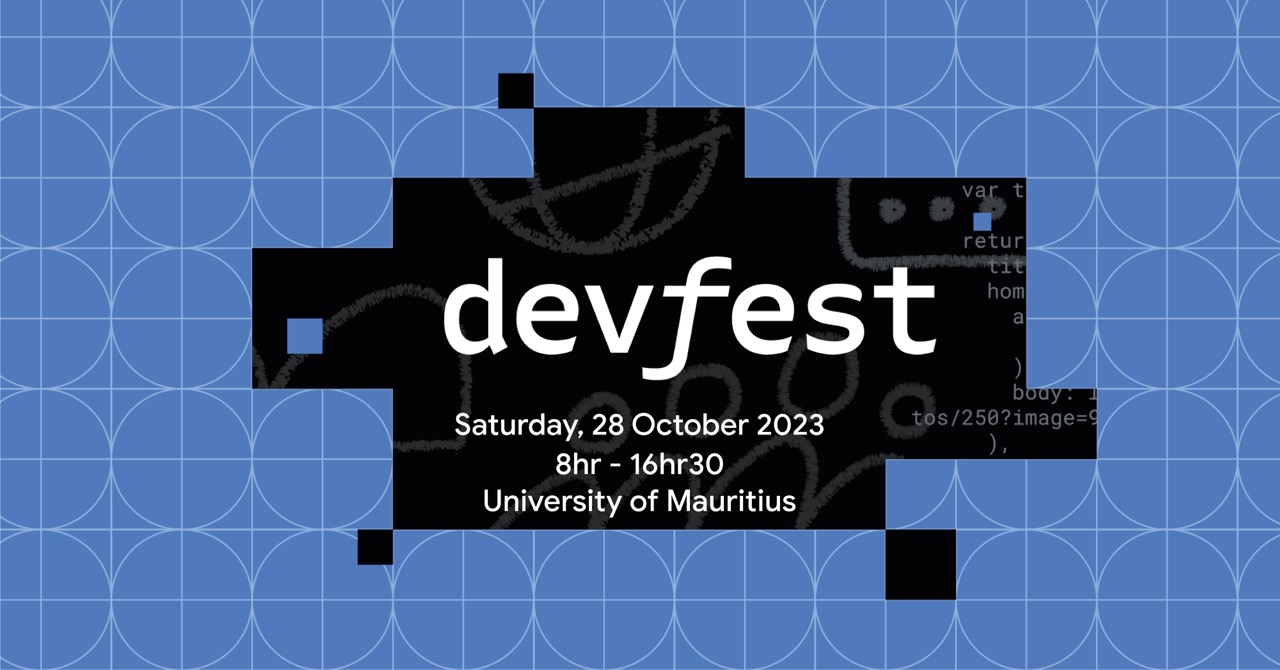 var t
retur
tit
hom
a
)
body:
tos/250?image=9
),
devfest
Saturday, 28 October 2023
8hr - 16hr30
University of Mauritius